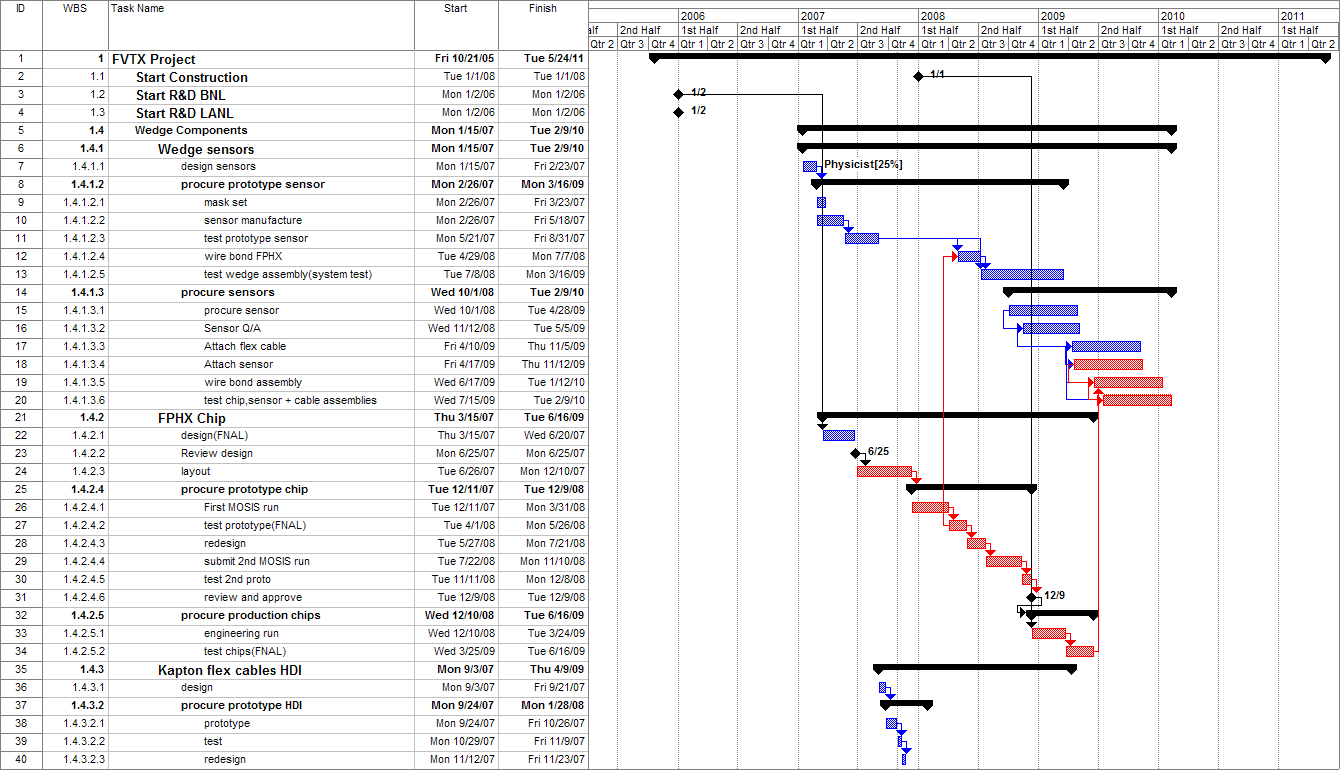 ID WBS Task Name Start Finish
2006 2007 2008 2009 2010 2011
alf 2nd Half 1st Half 2nd Half 1st Half 2nd Half 1st Half 2nd Half 1st Half 2nd Half 1st Half 2nd Half 1st Half
Qtr 2 Qtr 3 Qtr 4 Qtr 1 Qtr 2 Qtr 3 Qtr 4 Qtr 1 Qtr 2 Qtr 3 Qtr 4 Qtr 1 Qtr 2 Qtr 3 Qtr 4 Qtr 1 Qtr 2 Qtr 3 Qtr 4 Qtr 1 Qtr 2 Qtr 3 Qtr 4 Qtr 1 Qtr 2
1 1 FVTX Project Fri 10/21/05 Tue 5/24/11
2 1.1 Start Construction Tue 1/1/08 Tue 1/1/08 1/1
3 1.2 Start R&D BNL Mon 1/2/06 Mon 1/2/06 1/2
4 1.3 Start R&D LANL Mon 1/2/06 Mon 1/2/06 1/2
5 1.4 Wedge Components Mon 1/15/07 Tue 2/9/10
6 1.4.1 Wedge sensors Mon 1/15/07 Tue 2/9/10
7 1.4.1.1 design sensors Mon 1/15/07 Fri 2/23/07 Physicist[25%]
8 1.4.1.2 procure prototype sensor Mon 2/26/07 Mon 3/16/09
9 1.4.1.2.1 mask set Mon 2/26/07 Fri 3/23/07
10 1.4.1.2.2 sensor manufacture Mon 2/26/07 Fri 5/18/07
11 1.4.1.2.3 test prototype sensor Mon 5/21/07 Fri 8/31/07
12 1.4.1.2.4 wire bond FPHX Tue 4/29/08 Mon 7/7/08
13 1.4.1.2.5 test wedge assembly(system test) Tue 7/8/08 Mon 3/16/09
14 1.4.1.3 procure sensors Wed 10/1/08 Tue 2/9/10
15 1.4.1.3.1 procure sensor Wed 10/1/08 Tue 4/28/09
16 1.4.1.3.2 Sensor Q/A Wed 11/12/08 Tue 5/5/09
17 1.4.1.3.3 Attach flex cable Fri 4/10/09 Thu 11/5/09
18 1.4.1.3.4 Attach sensor Fri 4/17/09 Thu 11/12/09
19 1.4.1.3.5 wire bond assembly Wed 6/17/09 Tue 1/12/10
20 1.4.1.3.6 test chip,sensor + cable assemblies Wed 7/15/09 Tue 2/9/10
21 1.4.2 FPHX Chip Thu 3/15/07 Tue 6/16/09
22 1.4.2.1 design(FNAL) Thu 3/15/07 Wed 6/20/07
23 1.4.2.2 Review design Mon 6/25/07 Mon 6/25/07 6/25
24 1.4.2.3 layout Tue 6/26/07 Mon 12/10/07
25 1.4.2.4 procure prototype chip Tue 12/11/07 Tue 12/9/08
26 1.4.2.4.1 First MOSIS run Tue 12/11/07 Mon 3/31/08
27 1.4.2.4.2 test prototype(FNAL) Tue 4/1/08 Mon 5/26/08
28 1.4.2.4.3 redesign Tue 5/27/08 Mon 7/21/08
29 1.4.2.4.4 submit 2nd MOSIS run Tue 7/22/08 Mon 11/10/08
30 1.4.2.4.5 test 2nd proto Tue 11/11/08 Mon 12/8/08
31 1.4.2.4.6 review and approve Tue 12/9/08 Tue 12/9/08 12/9
32 1.4.2.5 procure production chips Wed 12/10/08 Tue 6/16/09
33 1.4.2.5.1 engineering run Wed 12/10/08 Tue 3/24/09
34 1.4.2.5.2 test chips(FNAL) Wed 3/25/09 Tue 6/16/09
35 1.4.3 Kapton flex cables HDI Mon 9/3/07 Thu 4/9/09
36 1.4.3.1 design Mon 9/3/07 Fri 9/21/07
37 1.4.3.2 procure prototype HDI Mon 9/24/07 Mon 1/28/08
38 1.4.3.2.1 prototype Mon 9/24/07 Fri 10/26/07
39 1.4.3.2.2 test Mon 10/29/07 Fri 11/9/07
40 1.4.3.2.3 redesign Mon 11/12/07 Fri 11/23/07